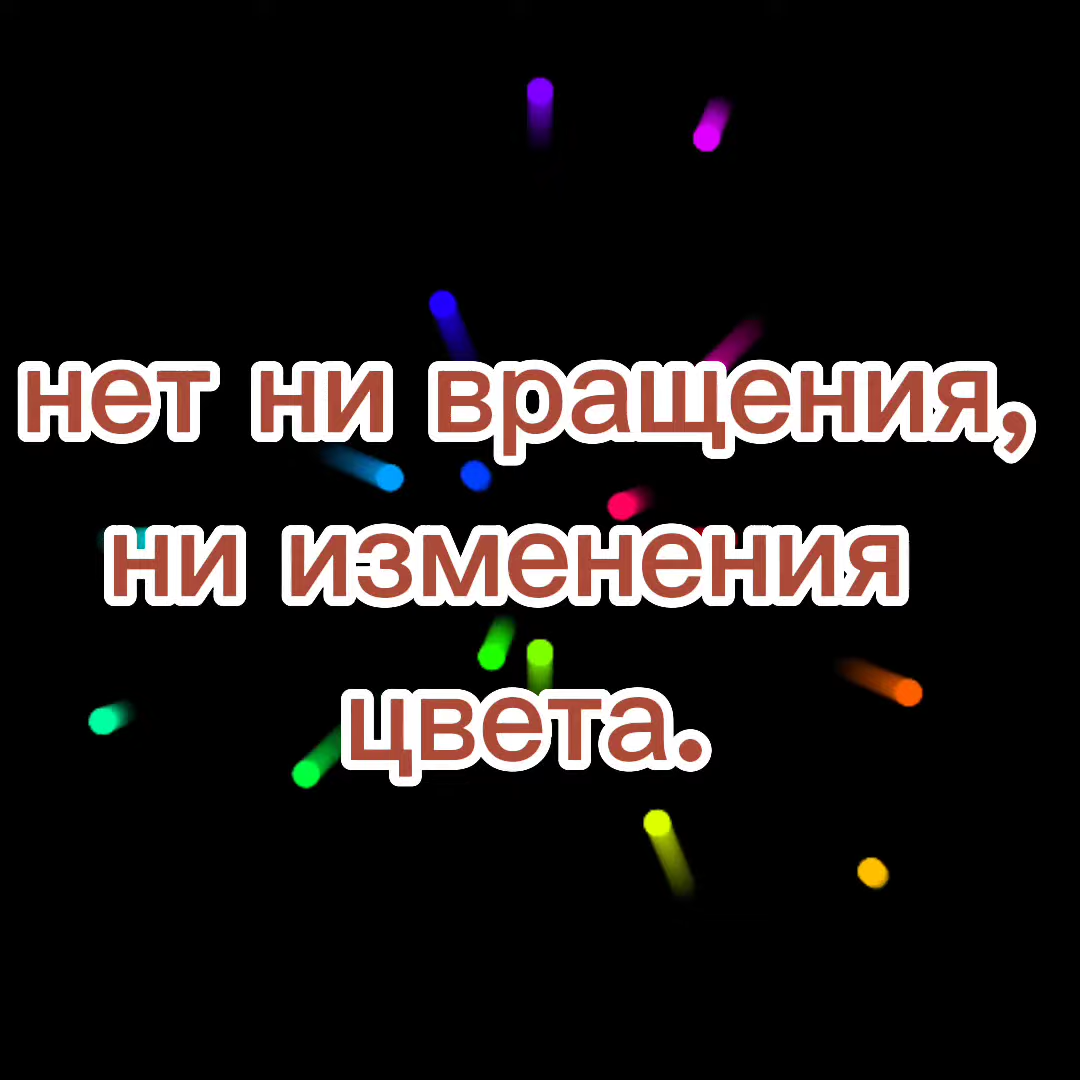 нет ни вращения,
ни изменения
цвета.